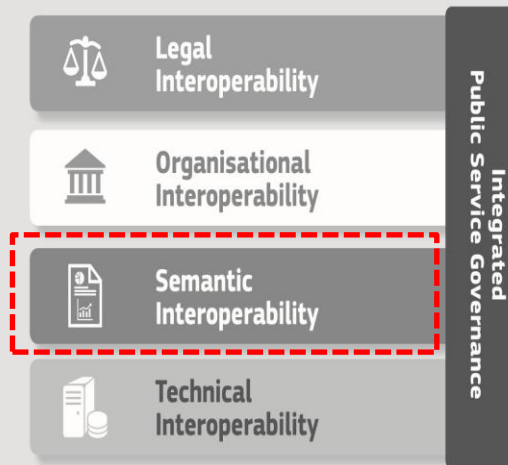 Legal
Interoperability
Organisational
Interoperability
Semantic
Interoperability
Technical
Interoperability
Integrated
Public Service Governance